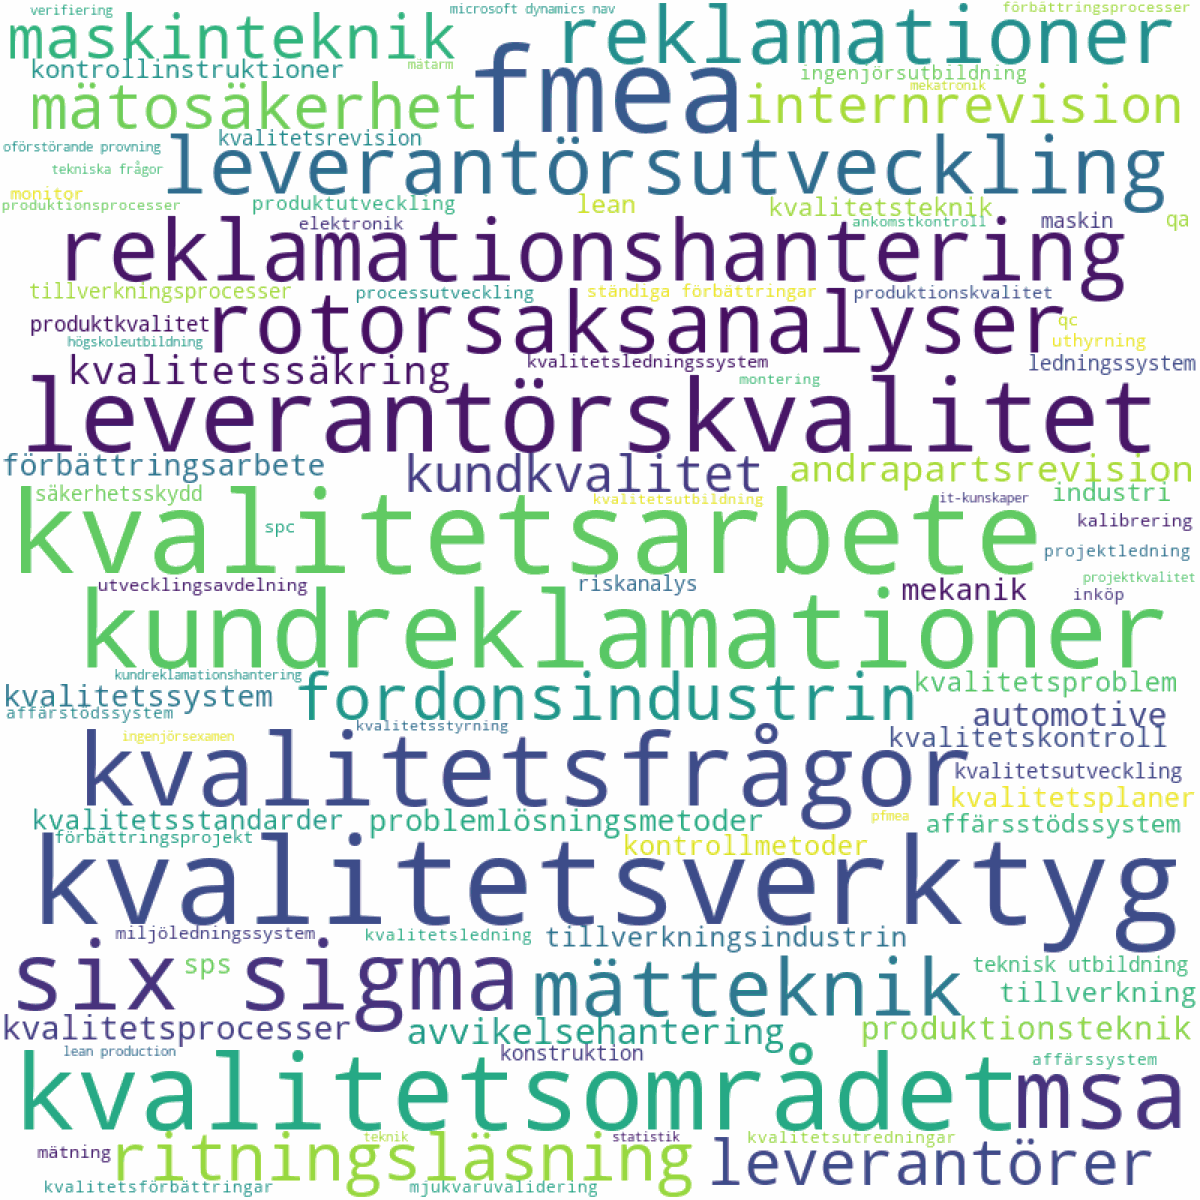 verifiering
microsoft dynamics nav
förbättringsprocesser
maskinteknik
reklamationer
fmea
kontrollinstruktioner
mätarm
ingenjörsutbildning
mekatronik
mätosäkerhet
internrevision
kvalitetsrevision
oförstörande provning
leverantörsutveckling
tekniska frågor
monitor
produktionsprocesser
produktutveckling
lean
kvalitetsteknik
elektronik
ankomstkontroll
maskin
qa
reklamationshantering
tillverkningsprocesser
processutveckling
ständiga förbättringar
produktionskvalitet
produktkvalitet
rotorsaksanalyser
qc
högskoleutbildning
uthyrning
kvalitetssäkring
kvalitetsledningssystem
ledningssystem
montering
leverantörskvalitet
förbättringsarbete
kundkvalitet
andrapartsrevision
säkerhetsskydd
kvalitetsutbildning
it-kunskaper
industri
kvalitetsarbete
spc
kalibrering
projektledning
utvecklingsavdelning
riskanalys
mekanik
projektkvalitet
inköp
kundreklamationer
kundreklamationshantering
kvalitetssystem
fordonsindustrin
kvalitetsproblem
affärstödssystem
kvalitetsstyrning
automotive
ingenjörsexamen
kvalitetskontroll
kvalitetsfrågor
kvalitetsutveckling
kvalitetsplaner
kvalitetsstandarder
problemlösningsmetoder
pfmea
affärsstödssystem
förbättringsprojekt
kontrollmetoder
kvalitetsverktyg
miljöledningssystem
kvalitetsledning
tillverkningsindustrin
six sigma
sps
mätteknik
teknisk utbildning
tillverkning
kvalitetsprocesser
avvikelsehantering
produktionsteknik
lean production
konstruktion
affärssystem
kvalitetsområdet
msa
teknik
statistik
kvalitetsutredningar
mätning
ritningsläsning
leverantörer
kvalitetsförbättringar
mjukvaruvalidering